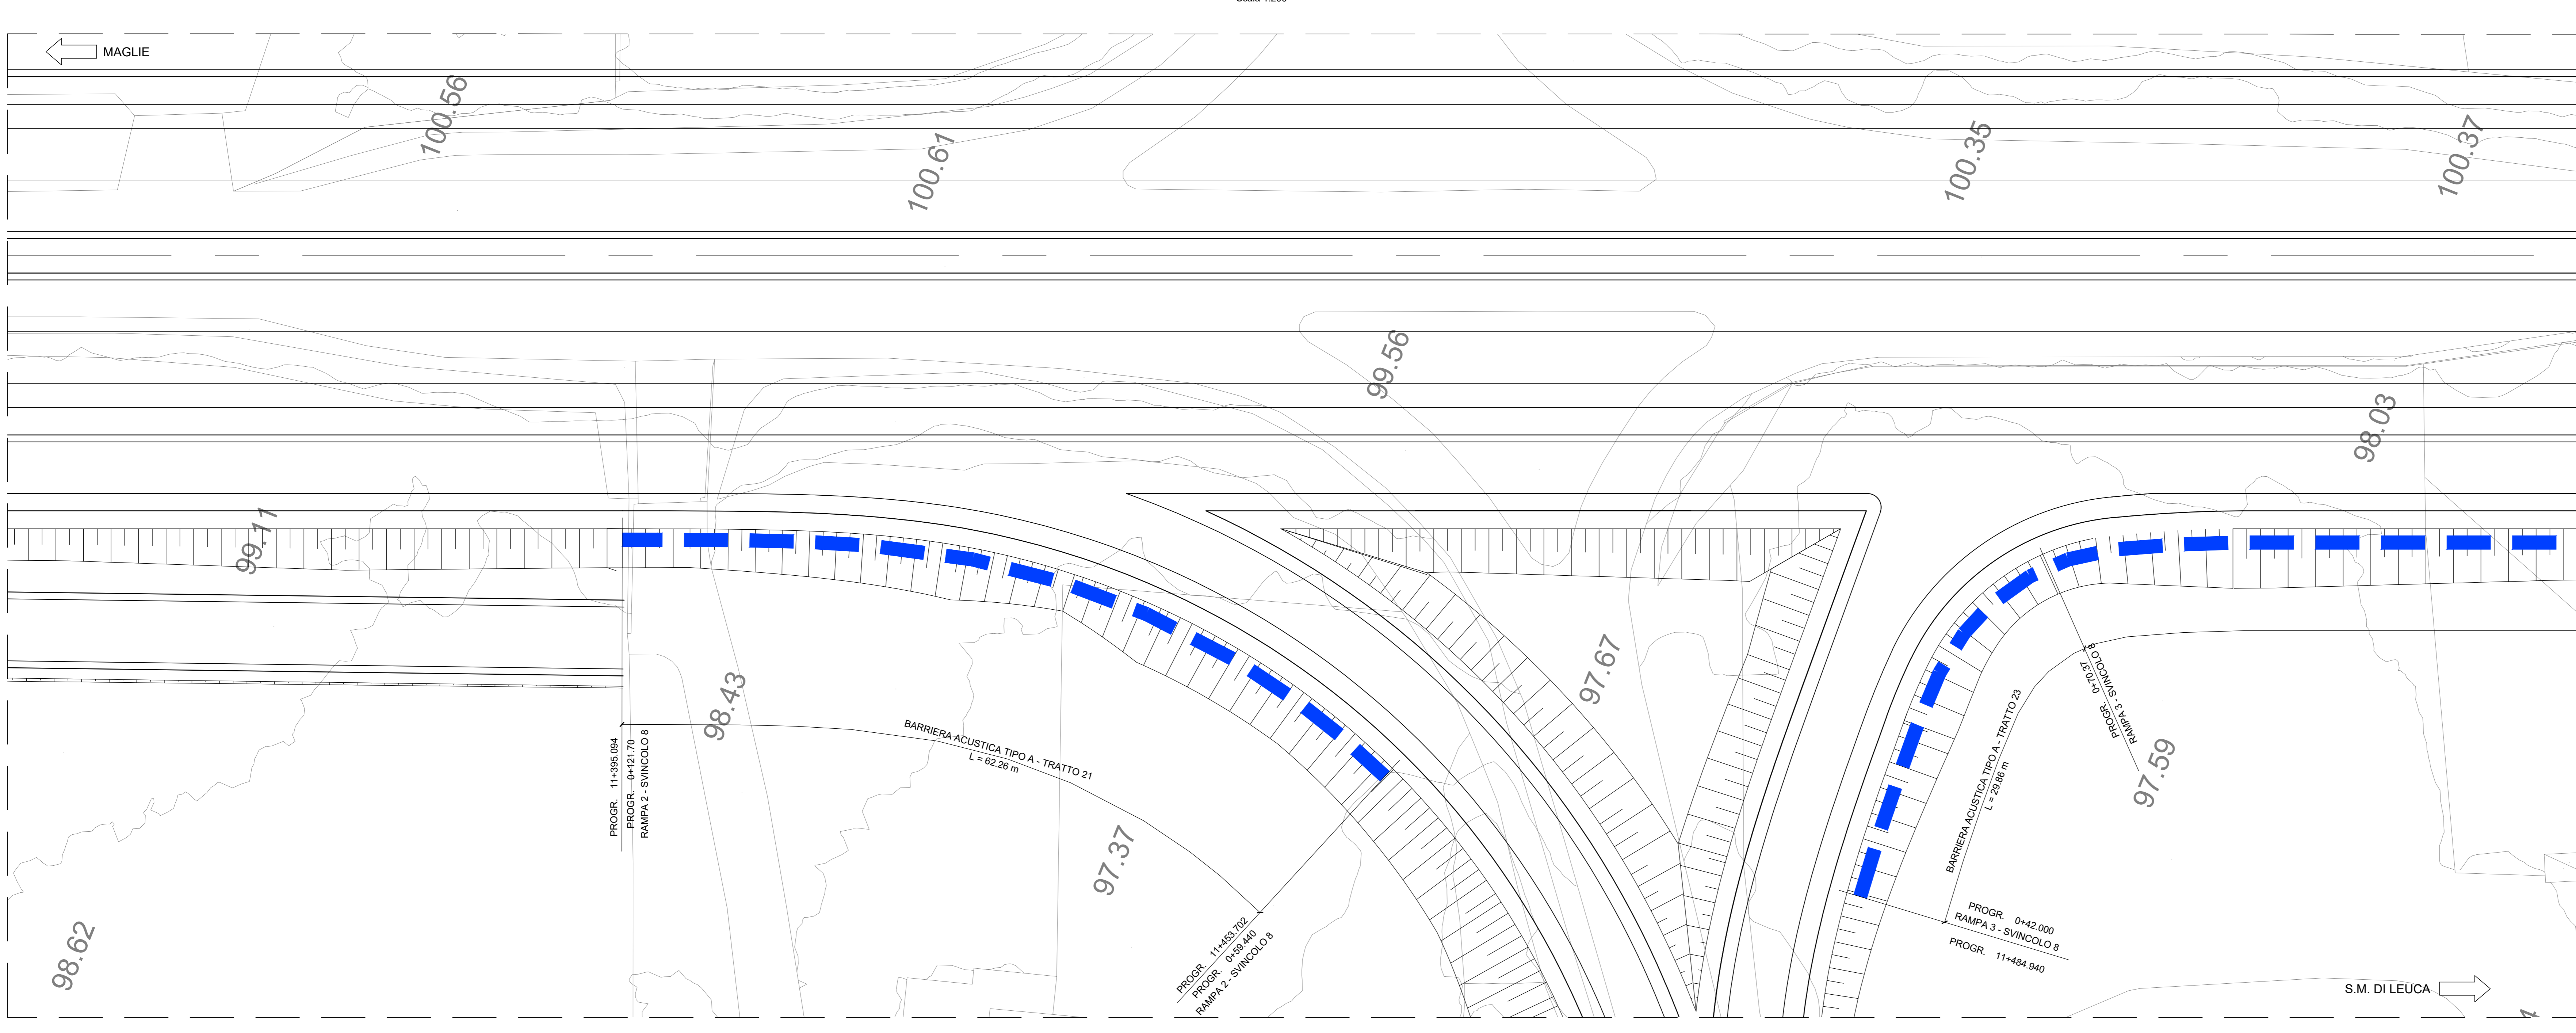 MAGLIE
100.56
100.61
100.35
100.37
99.56
98.03
99.11
98.43
97.67
97.59
97.37
98.62
BARRIERA ACUSTICA TIPO A - TRATTO 21
L = 62.26 m
PROGR. 11+395.094
PROGR. 0+121.70
RAMPA 2 - SVINCOLO 8
PROGR. 11+453.702
PROGR. 0+59.440
RAMPA 2 - SVINCOLO 8
BARRIERA ACUSTICA TIPO A - TRATTO 23
L = 29.86 m
PROGR. 0+70.37
RAMPA 3 - SVINCOLO 8
PROGR. 0+42.000
RAMPA 3 - SVINCOLO 8
PROGR. 11+484.940
S.M. DI LEUCA